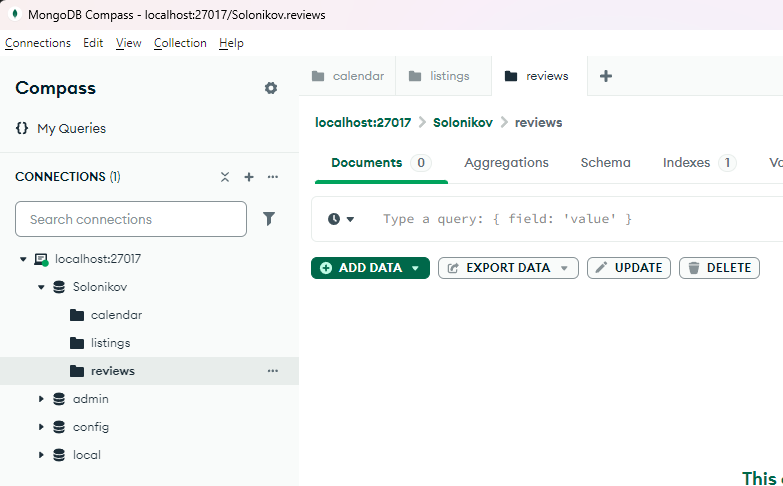 MongoDB Compass - localhost:27017/Solonikov.reviews
Connections Edit View Collection Help
Compass
{} My Queries
CONNECTIONS (1)
Search connections
localhost:27017
Solonikov
calendar
listings
reviews
admin
config
local
calendar listings reviews
localhost:27017 > Solonikov > reviews
Documents 0 Aggregations Schema Indexes 1
Type a query: { field: 'value' }
ADD DATA EXPORT DATA UPDATE DELETE
This